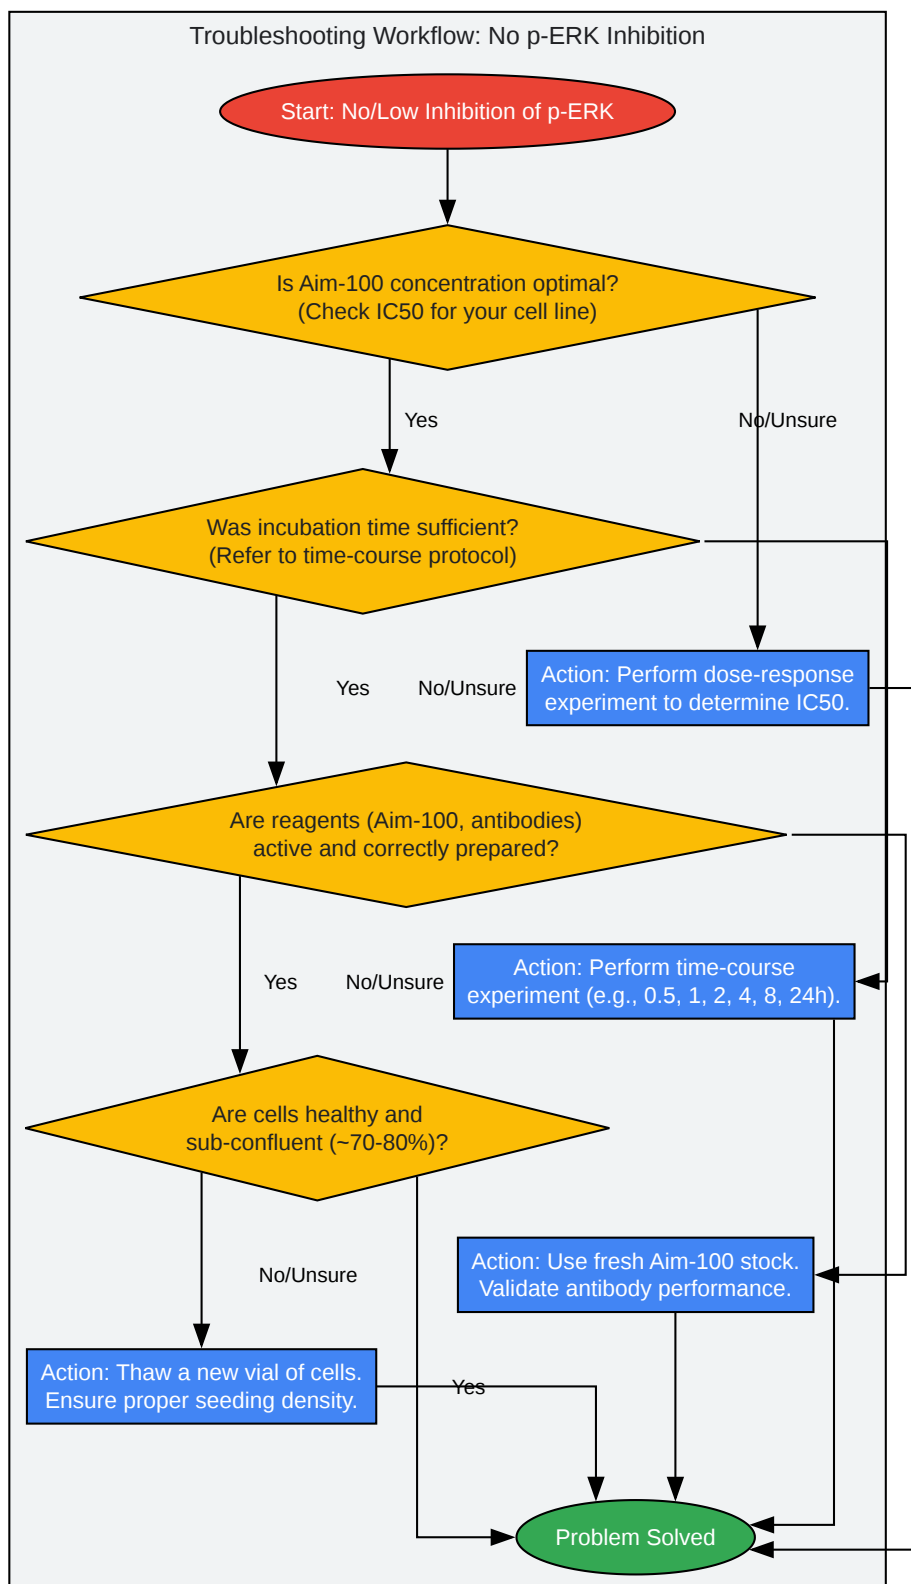 Troubleshooting Workflow: No p-ERK Inhibition
Start: No/Low Inhibition of p-ERK
Is Aim-100 concentration optimal?
(Check IC50 for your cell line)
Yes
No/Unsure
Was incubation time sufficient?
(Refer to time-course protocol)
Yes
No/Unsure
Action: Perform dose-response
experiment to determine IC50.
Are reagents (Aim-100, antibodies)
active and correctly prepared?
Yes
No/Unsure
Action: Perform time-course
experiment (e.g., 0.5, 1, 2, 4, 8, 24h).
Are cells healthy and
sub-confluent (~70-80%)?
No/Unsure
Action: Use fresh Aim-100 stock.
Validate antibody performance.
Action: Thaw a new vial of cells.
Ensure proper seeding density.
Yes
Problem Solved